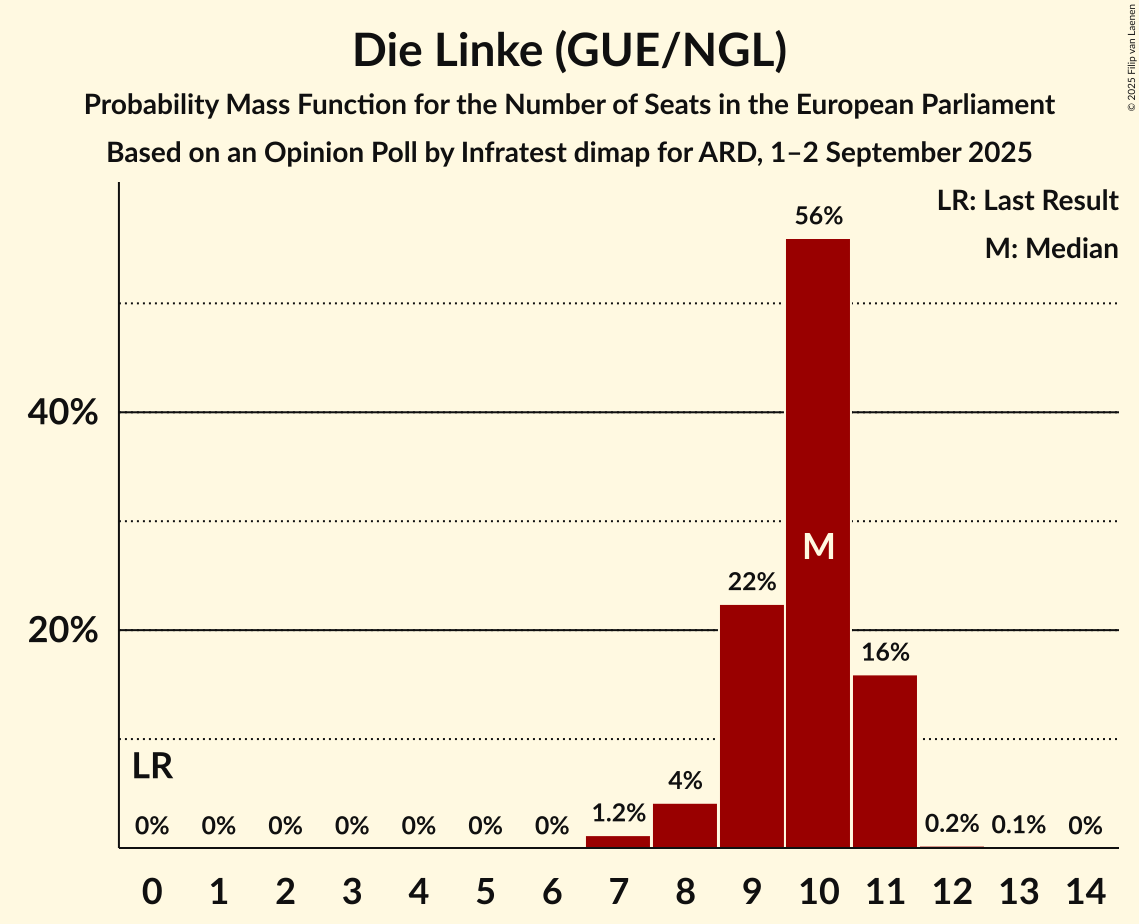 Die Linke (GUE/NGL)
Probability Mass Function for the Number of Seats in the European Parliament
Based on an Opinion Poll by Infratest dimap for ARD, 1–2 September 2025
© 2025 Filip van Laenen
LR: Last Result
M: Median
56%
40%
M
22%
20%
16%
LR
4%
0% 0% 0% 0% 0% 0% 0% 1.2% 0.2% 0.1% 0%
0 1 2 3 4 5 6 7 8 9 10 11 12 13 14